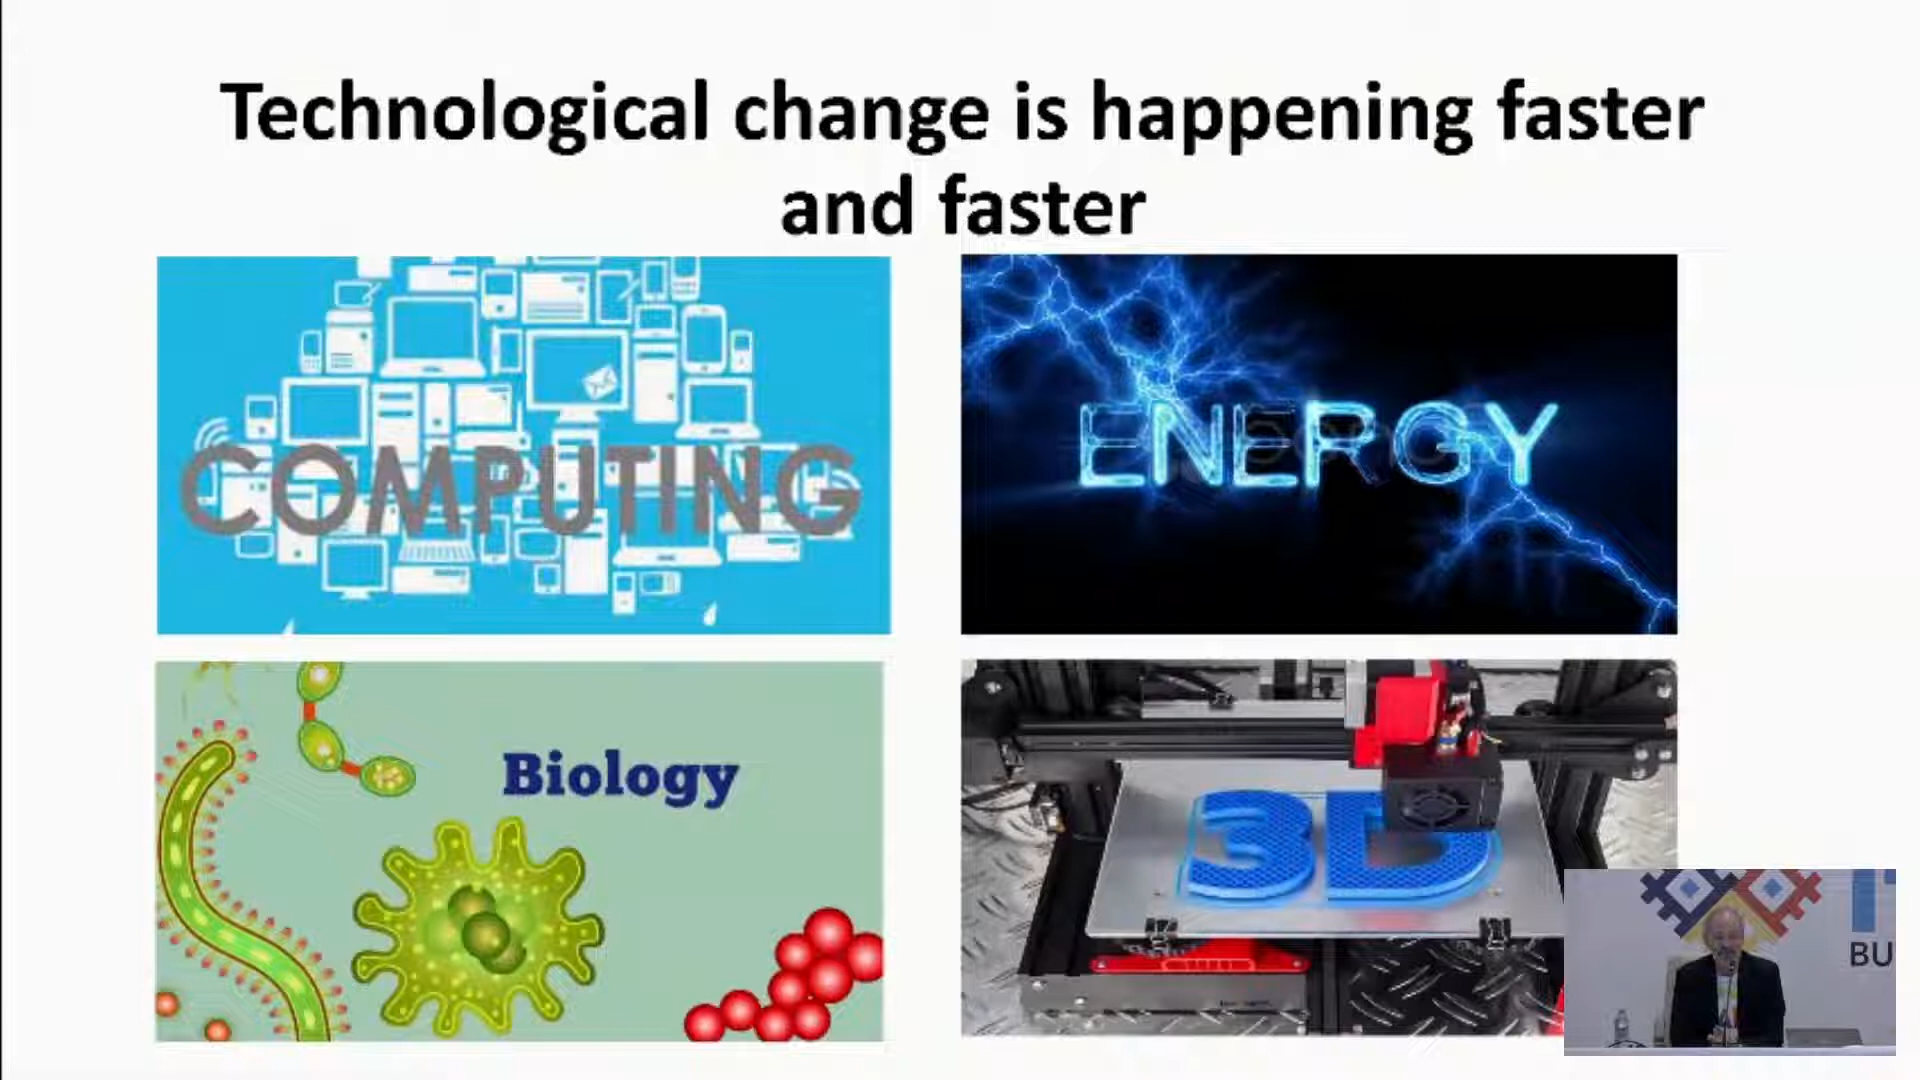 Technological change is happening faster
and faster
COMPUTING
ENERGY
Biology
3D
BU